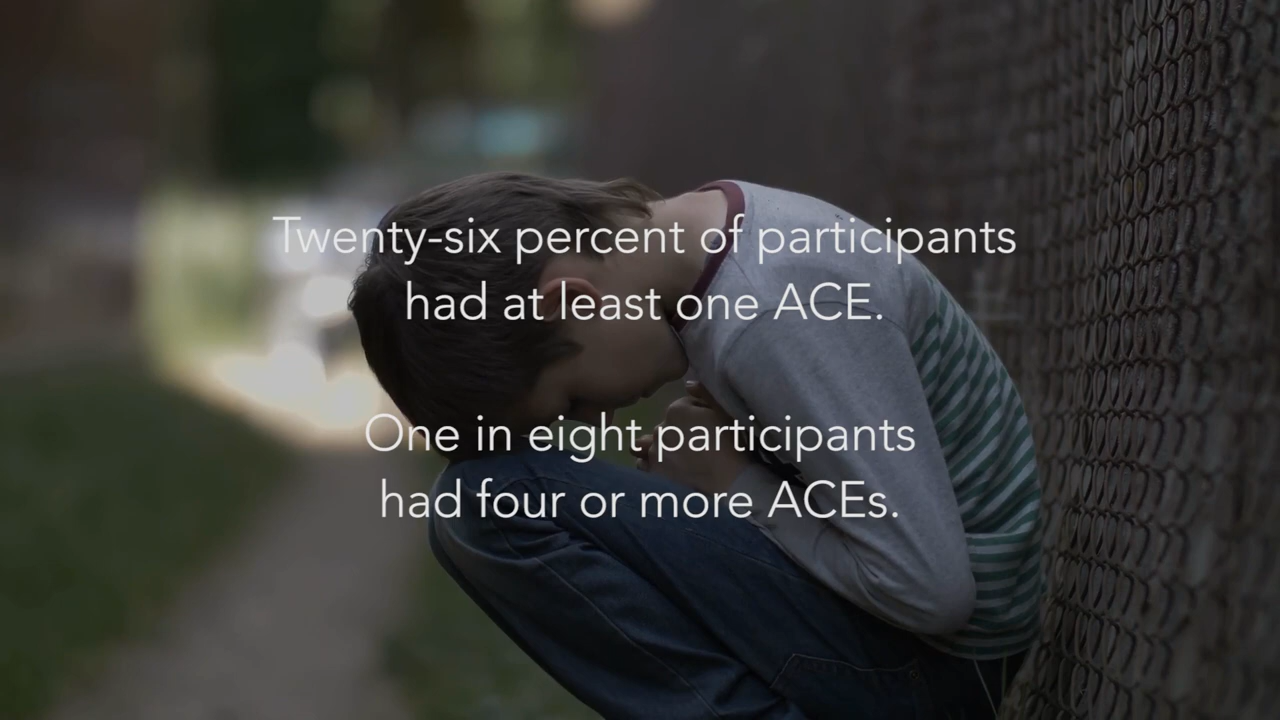 Twenty-six percent of participants
had at least one ACE.
One in eight participants
had four or more ACEs.